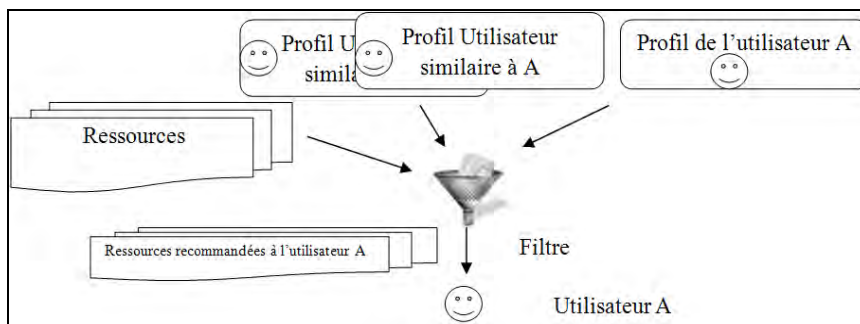 Profil U
simila
Profil Utilisateur
similaire à A
Profil de l'utilisateur A
Ressources
Ressources recommandées à l'utilisateur A
Filtre
Utilisateur A